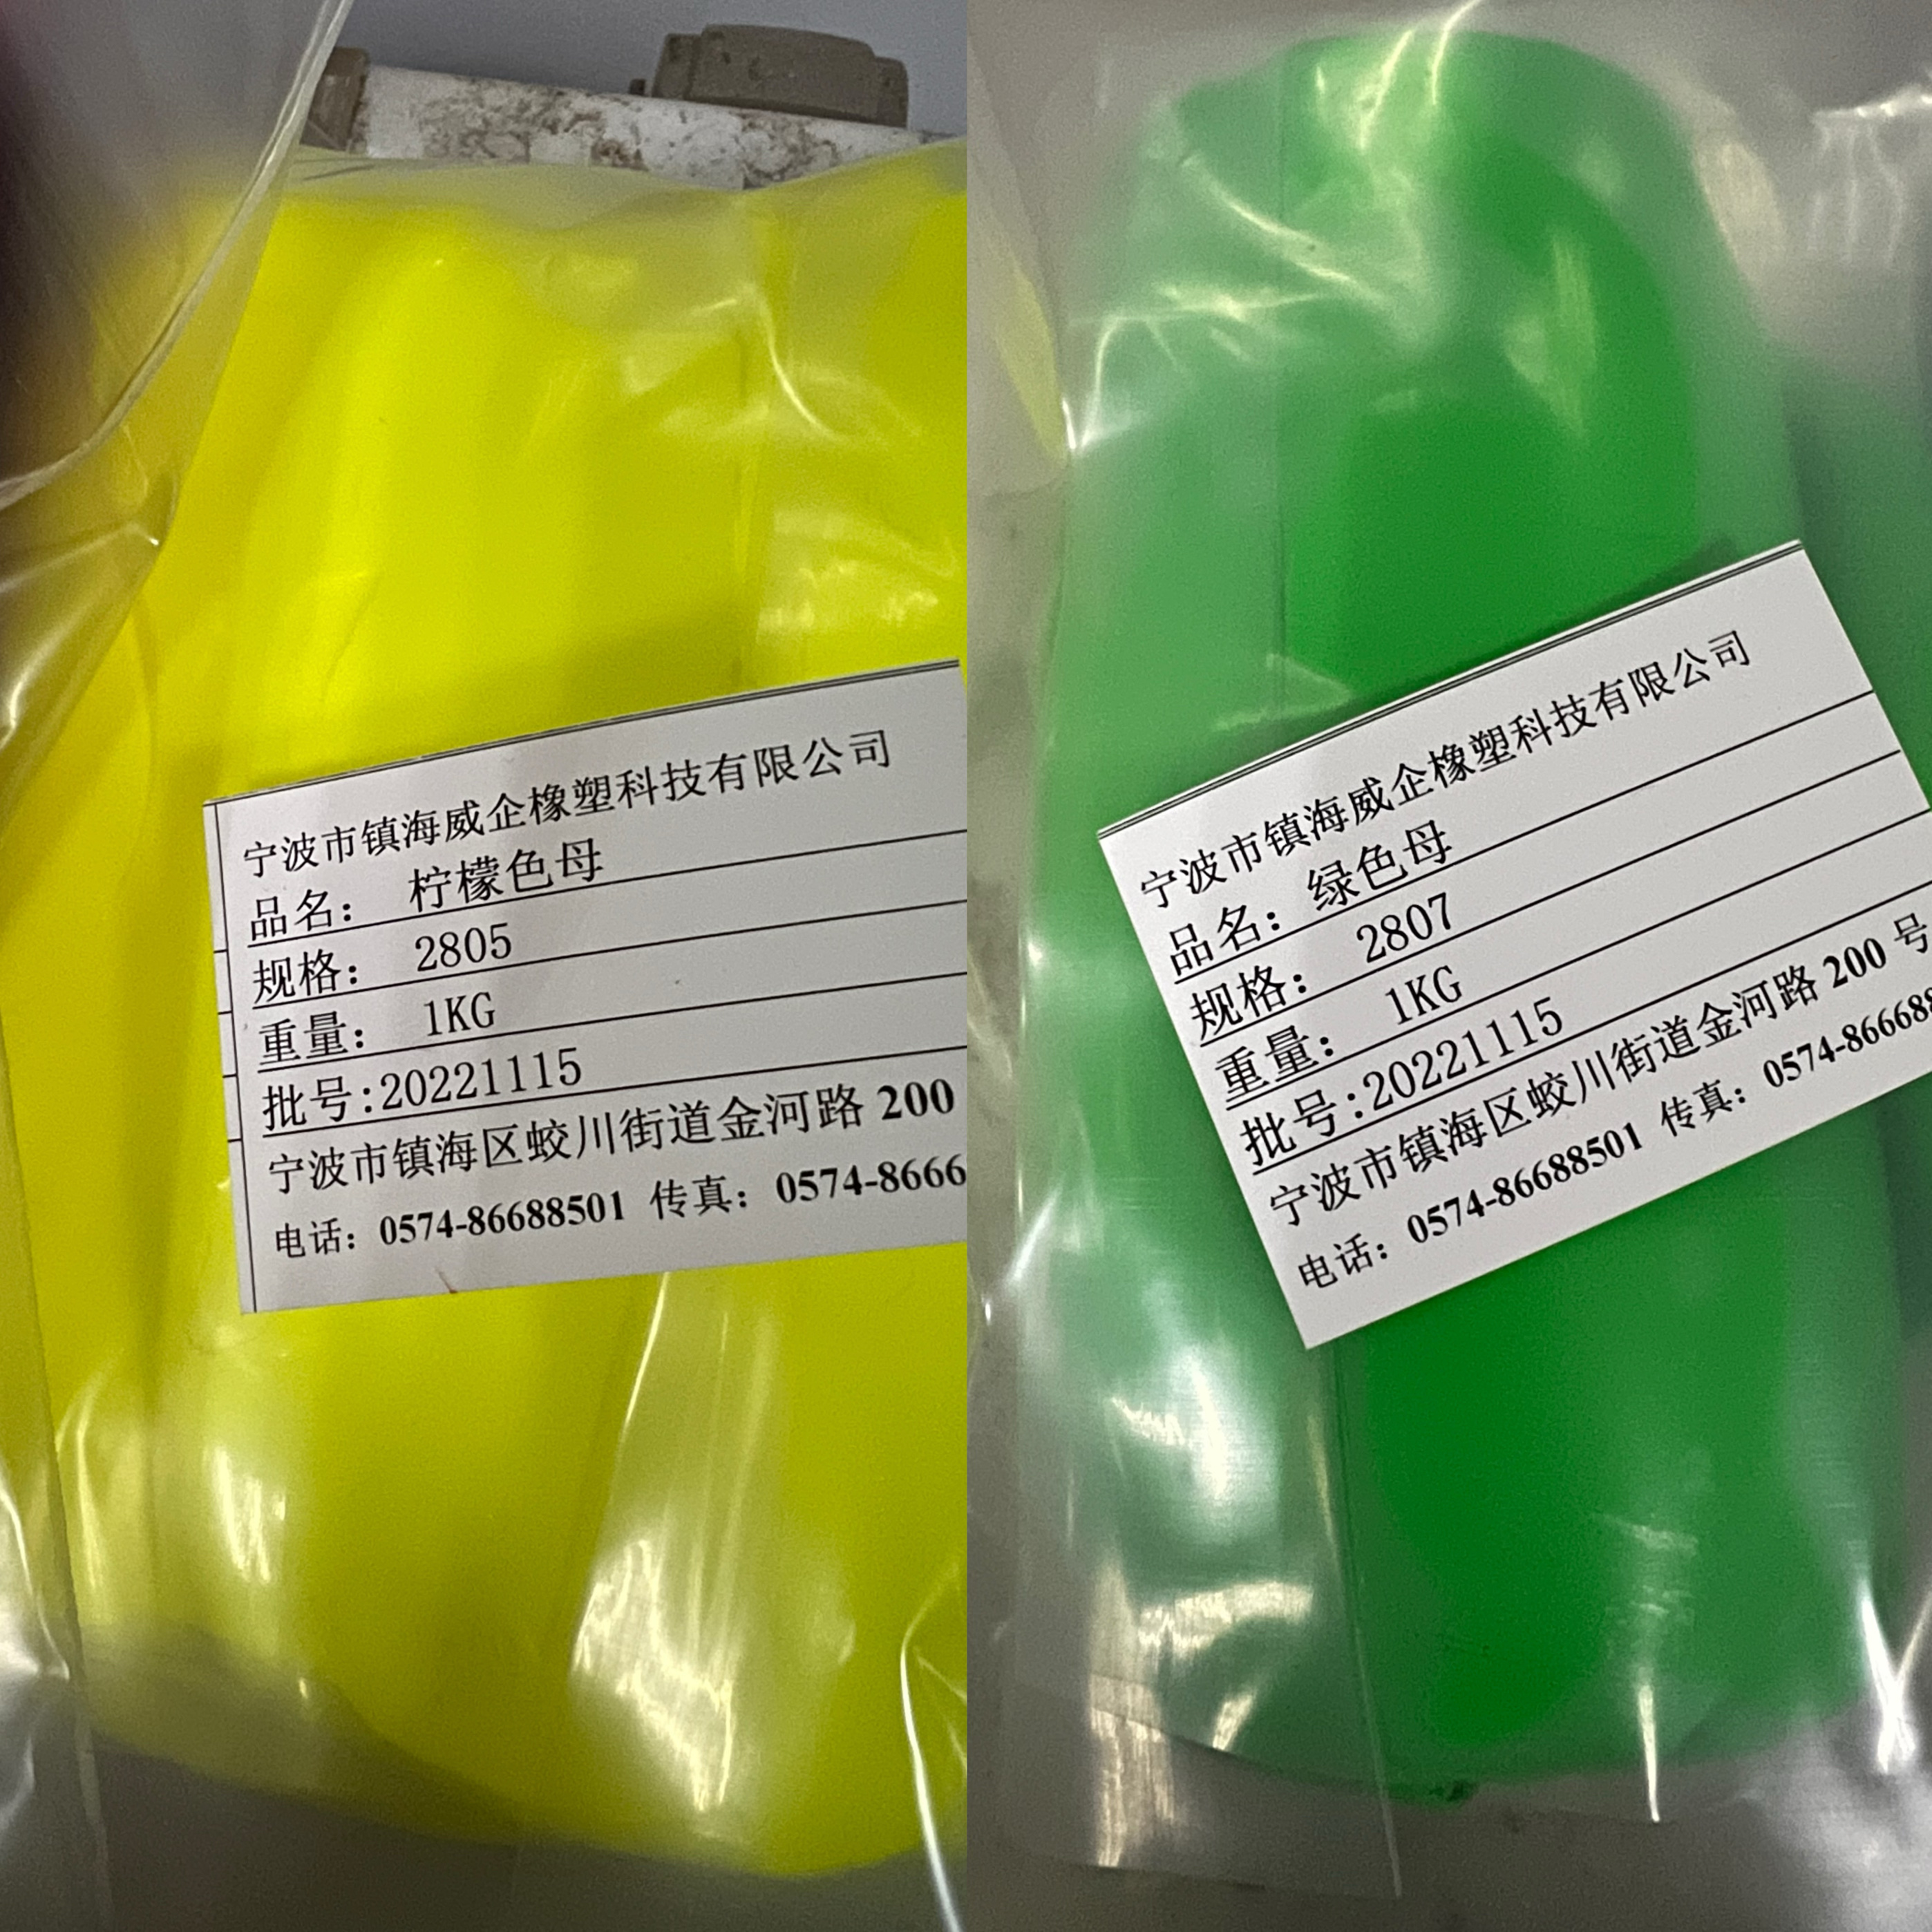 宁波市镇海威企橡塑科技有限公司
品名： 柠檬色母
规格： 2805
重量： 1KG
批号:20221115
宁波市镇海区蛟川街道金河路 200
电话：0574-86688501 传真：0574-8666
宁波市镇海威企橡塑科技有限公司
品名：绿色母
规格： 2807
重量： 1KG
批号:20221115
宁波市镇海区蛟川街道金河路 200 号
电话：0574-86688501 传真：0574-86668